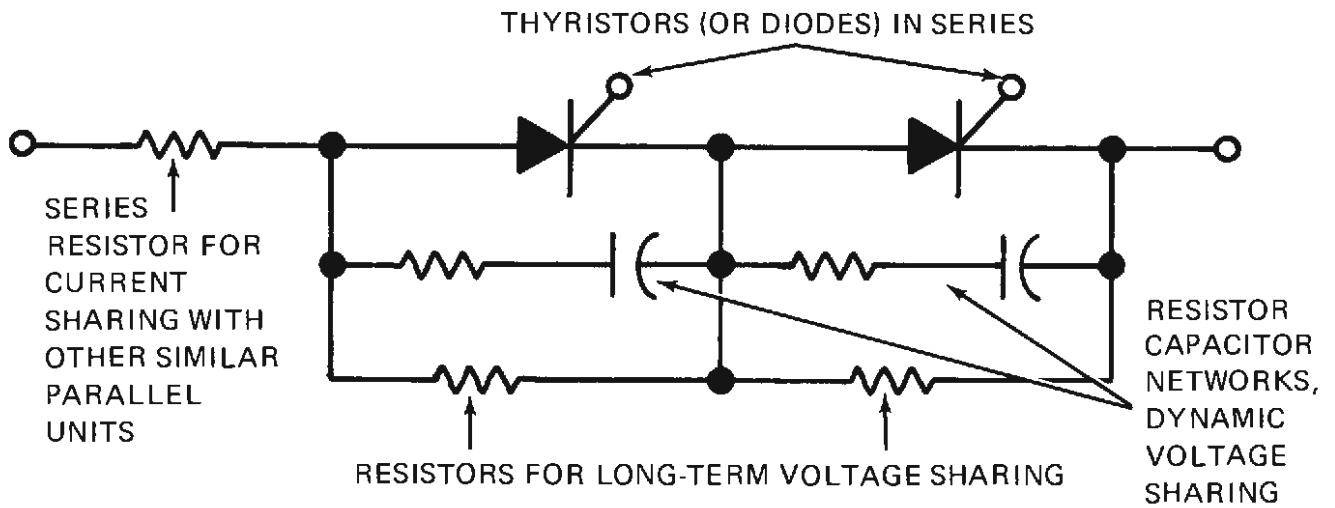 THYRISTORS (OR DIODES) IN SERIES
SERIES
RESISTOR FOR
CURRENT
SHARING WITH
OTHER SIMILAR
PARALLEL
UNITS
RESISTOR
CAPACITOR
NETWORKS,
DYNAMIC
VOLTAGE
SHARING
RESISTORS FOR LONG-TERM VOLTAGE SHARING